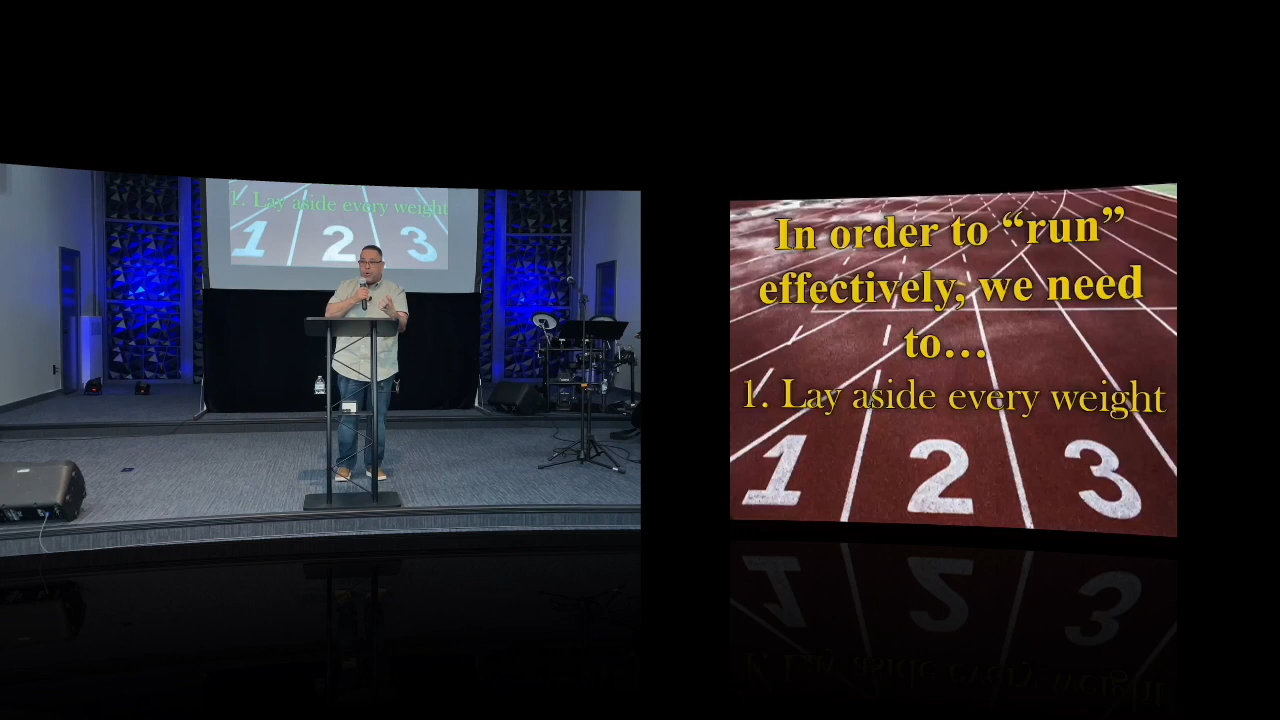 1. Lay aside every weight
1 2 3
In order to “run”
effectively, we need
to…
1. Lay aside every weight
1 2 3